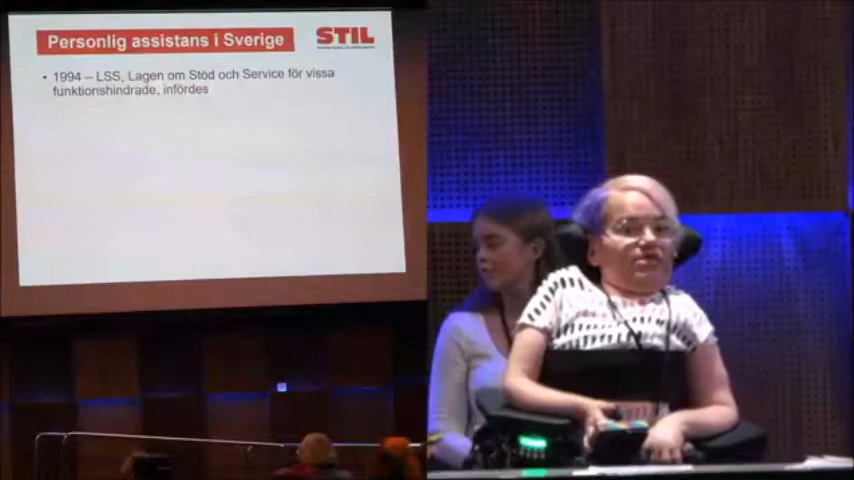 Personlig assistans i Sverige
STIL
• 1994 – LSS, Lagen om Stöd och Service för vissa
funktionshindrade, infördes